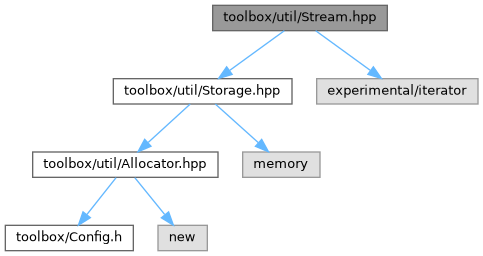 toolbox/util/Stream.hpp
toolbox/util/Storage.hpp
experimental/iterator
toolbox/util/Allocator.hpp
memory
toolbox/Config.h
new